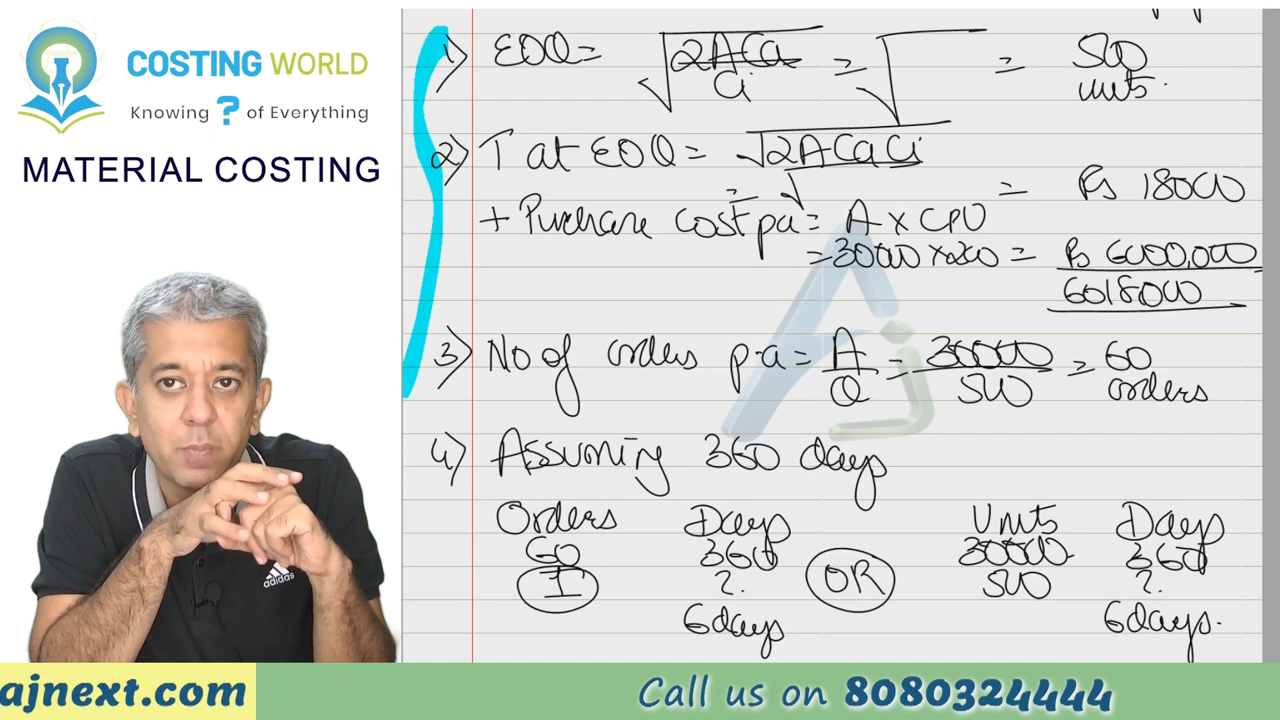 COSTING WORLD
Knowing ? of Everything
MATERIAL COSTING
1) EOQ = √2ACa/Ci = √ = 500 units.
2) T at EOQ = √2ACaCi
= √ = Rs 18000
+ Purchase cost pa = A x CPU
= 30000 x 200 = Rs 6000,000
6018000
3) No of orders p.a = A/Q = 30000/500 = 60 orders
4) Assuming 360 days
Orders Days OR Units Days
60 360 30000 360
1 ? 500 ?
6 days 6 days.
adidas
ajnext.com
Call us on 8080324444